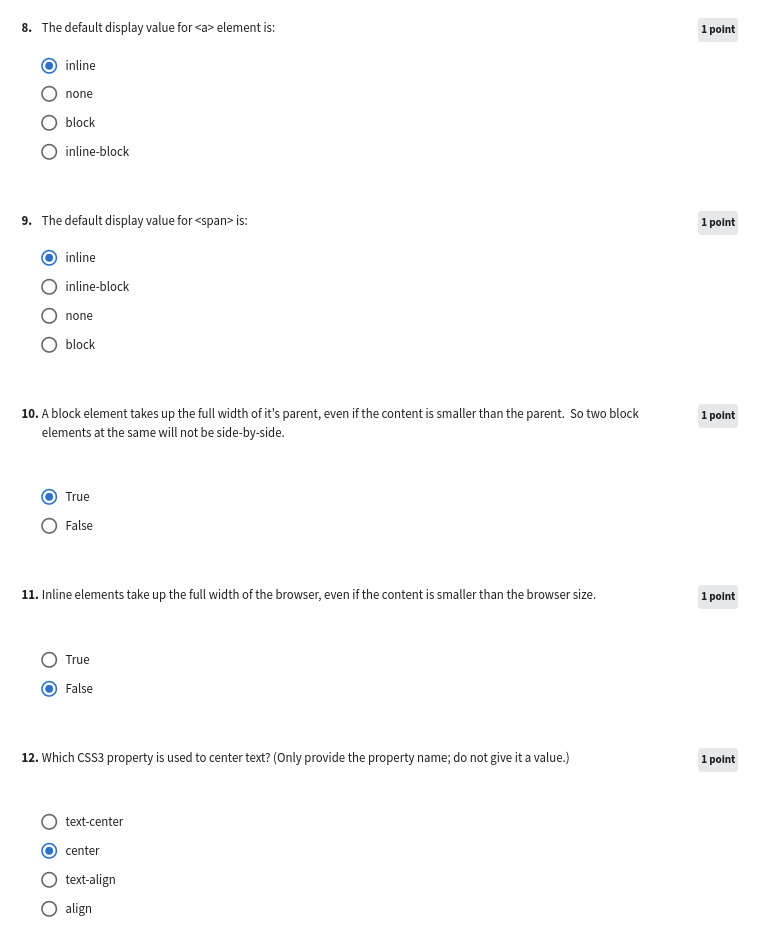 8. The default display value for <a> element is:
1 point
inline
none
block
inline-block
9. The default display value for <span> is:
1 point
inline
inline-block
none
block
10. A block element takes up the full width of it's parent, even if the content is smaller than the parent.  So two block
1 point
elements at the same will not be side-by-side.
True
False
11. Inline elements take up the full width of the browser, even if the content is smaller than the browser size.
1 point
True
False
12. Which CSS3 property is used to center text? (Only provide the property name; do not give it a value.)
1 point
text-center
center
text-align
align